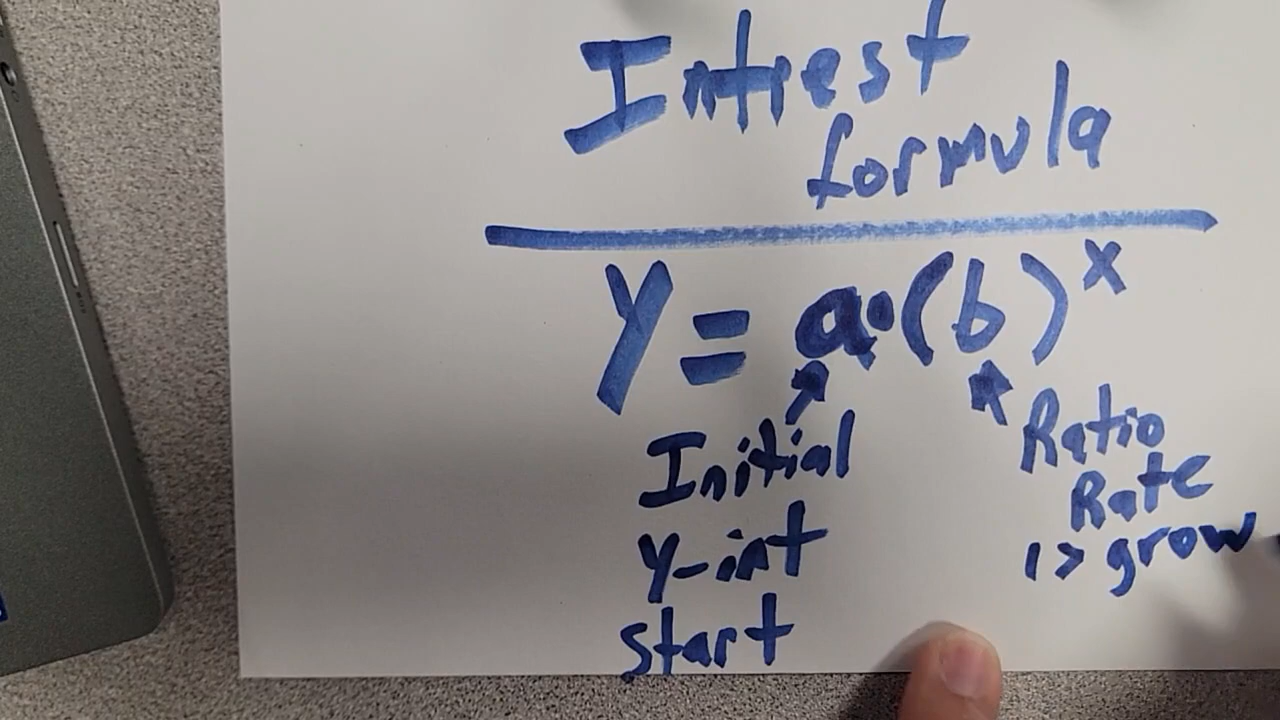 Intrest
formula
y = a·(b)^x
Initial
y-int
start
Ratio
Rate
1> grow